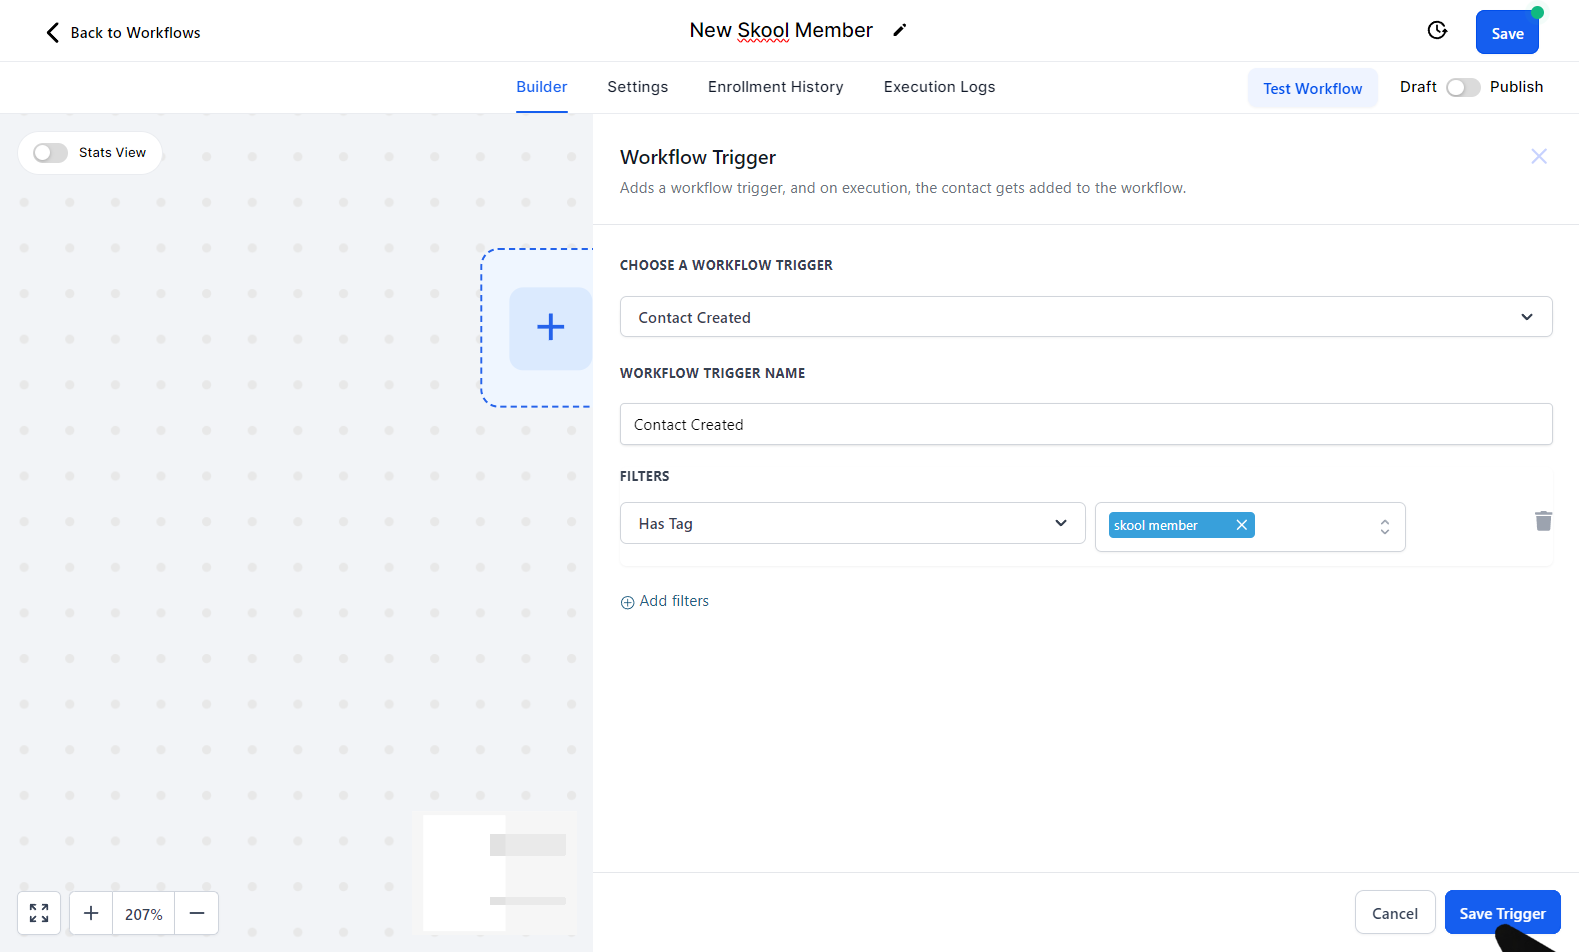 Back to Workflows
New Skool Member
Save
Builder
Settings
Enrollment History
Execution Logs
Test Workflow
Draft
Publish
Stats View
Workflow Trigger
Adds a workflow trigger, and on execution, the contact gets added to the workflow.
CHOOSE A WORKFLOW TRIGGER
Contact Created
WORKFLOW TRIGGER NAME
Contact Created
FILTERS
Has Tag
skool member
Add filters
207%
Cancel
Save Trigger